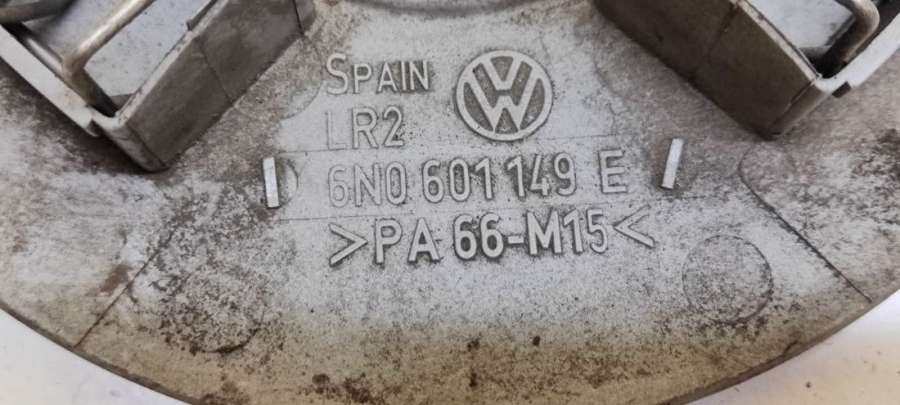 SPAIN
LR2
6N0 601 149 E
>PA 66-M15<